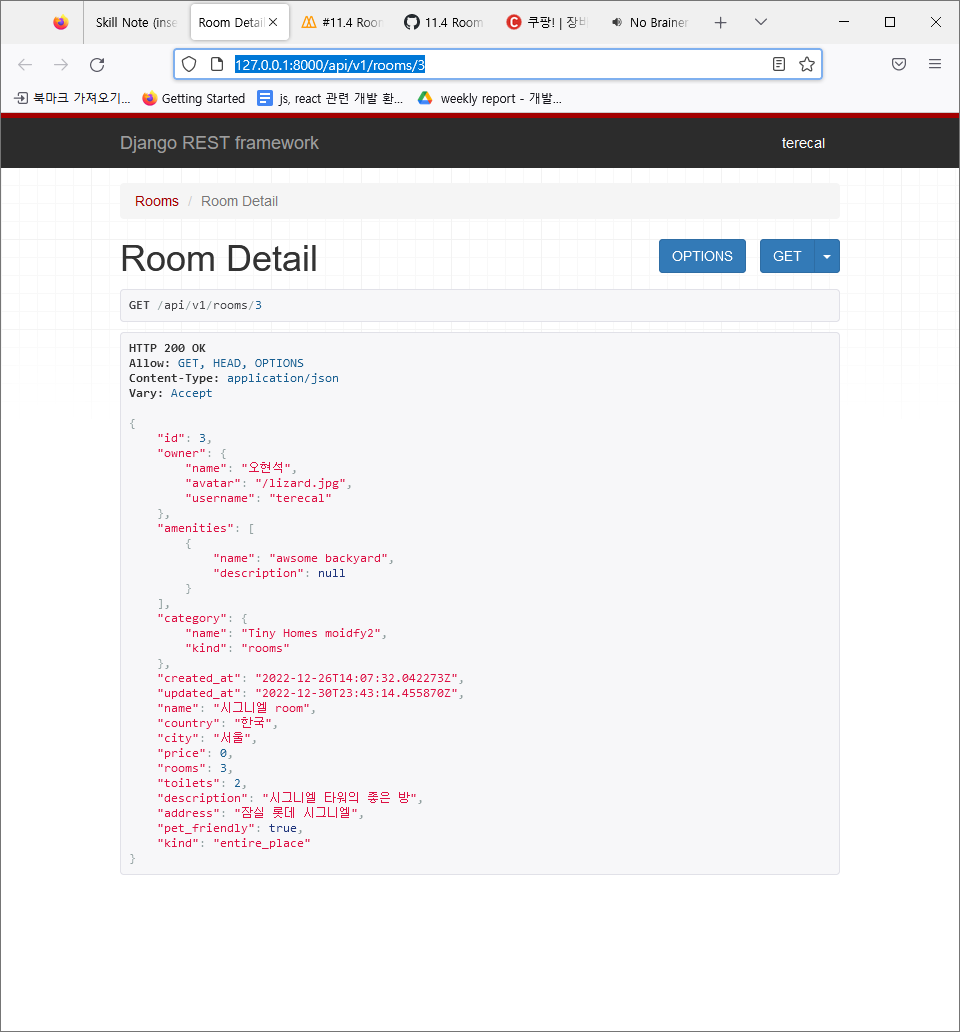 Skill Note (inse
Room Detail
#11.4 Room
11.4 Room
쿠팡! | 장바
No Brainer
127.0.0.1:8000/api/v1/rooms/3
북마크 가져오기...
Getting Started
js, react 관련 개발 환...
weekly report - 개발...
Django REST framework
terecal
Rooms / Room Detail
Room Detail
OPTIONS
GET
GET /api/v1/rooms/3
HTTP 200 OK
Allow: GET, HEAD, OPTIONS
Content-Type: application/json
Vary: Accept
{
"id": 3,
"owner": {
"name": "오현석",
"avatar": "/lizard.jpg",
"username": "terecal"
},
"amenities": [
{
"name": "awsome backyard",
"description": null
}
],
"category": {
"name": "Tiny Homes moidfy2",
"kind": "rooms"
},
"created_at": "2022-12-26T14:07:32.042273Z",
"updated_at": "2022-12-30T23:43:14.455870Z",
"name": "시그니엘 room",
"country": "한국",
"city": "서울",
"price": 0,
"rooms": 3,
"toilets": 2,
"description": "시그니엘 타워의 좋은 방",
"address": "잠실 롯데 시그니엘",
"pet_friendly": true,
"kind": "entire_place"
}